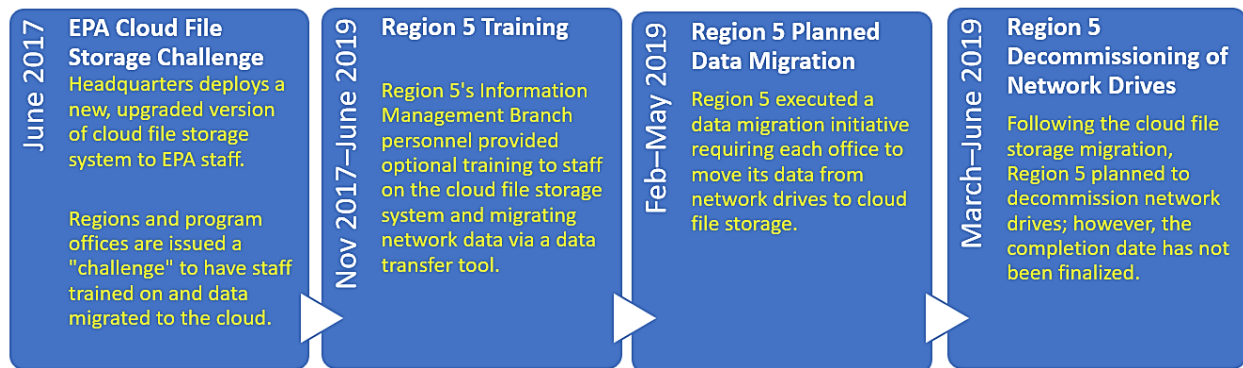 June 2017
EPA Cloud File
Storage Challenge
Headquarters deploys a
new, upgraded version
of cloud file storage
system to EPA staff.
Regions and program
offices are issued a
"challenge" to have staff
trained on and data
migrated to the cloud.
Nov 2017–June 2019
Region 5 Training
Region 5's Information
Management Branch
personnel provided
optional training to staff
on the cloud file storage
system and migrating
network data via a data
transfer tool.
Feb–May 2019
Region 5 Planned
Data Migration
Region 5 executed a
data migration initiative
requiring each office to
move its data from
network drives to cloud
file storage.
March–June 2019
Region 5
Decommissioning of
Network Drives
Following the cloud file
storage migration,
Region 5 planned to
decommission network
drives; however, the
completion date has not
been finalized.